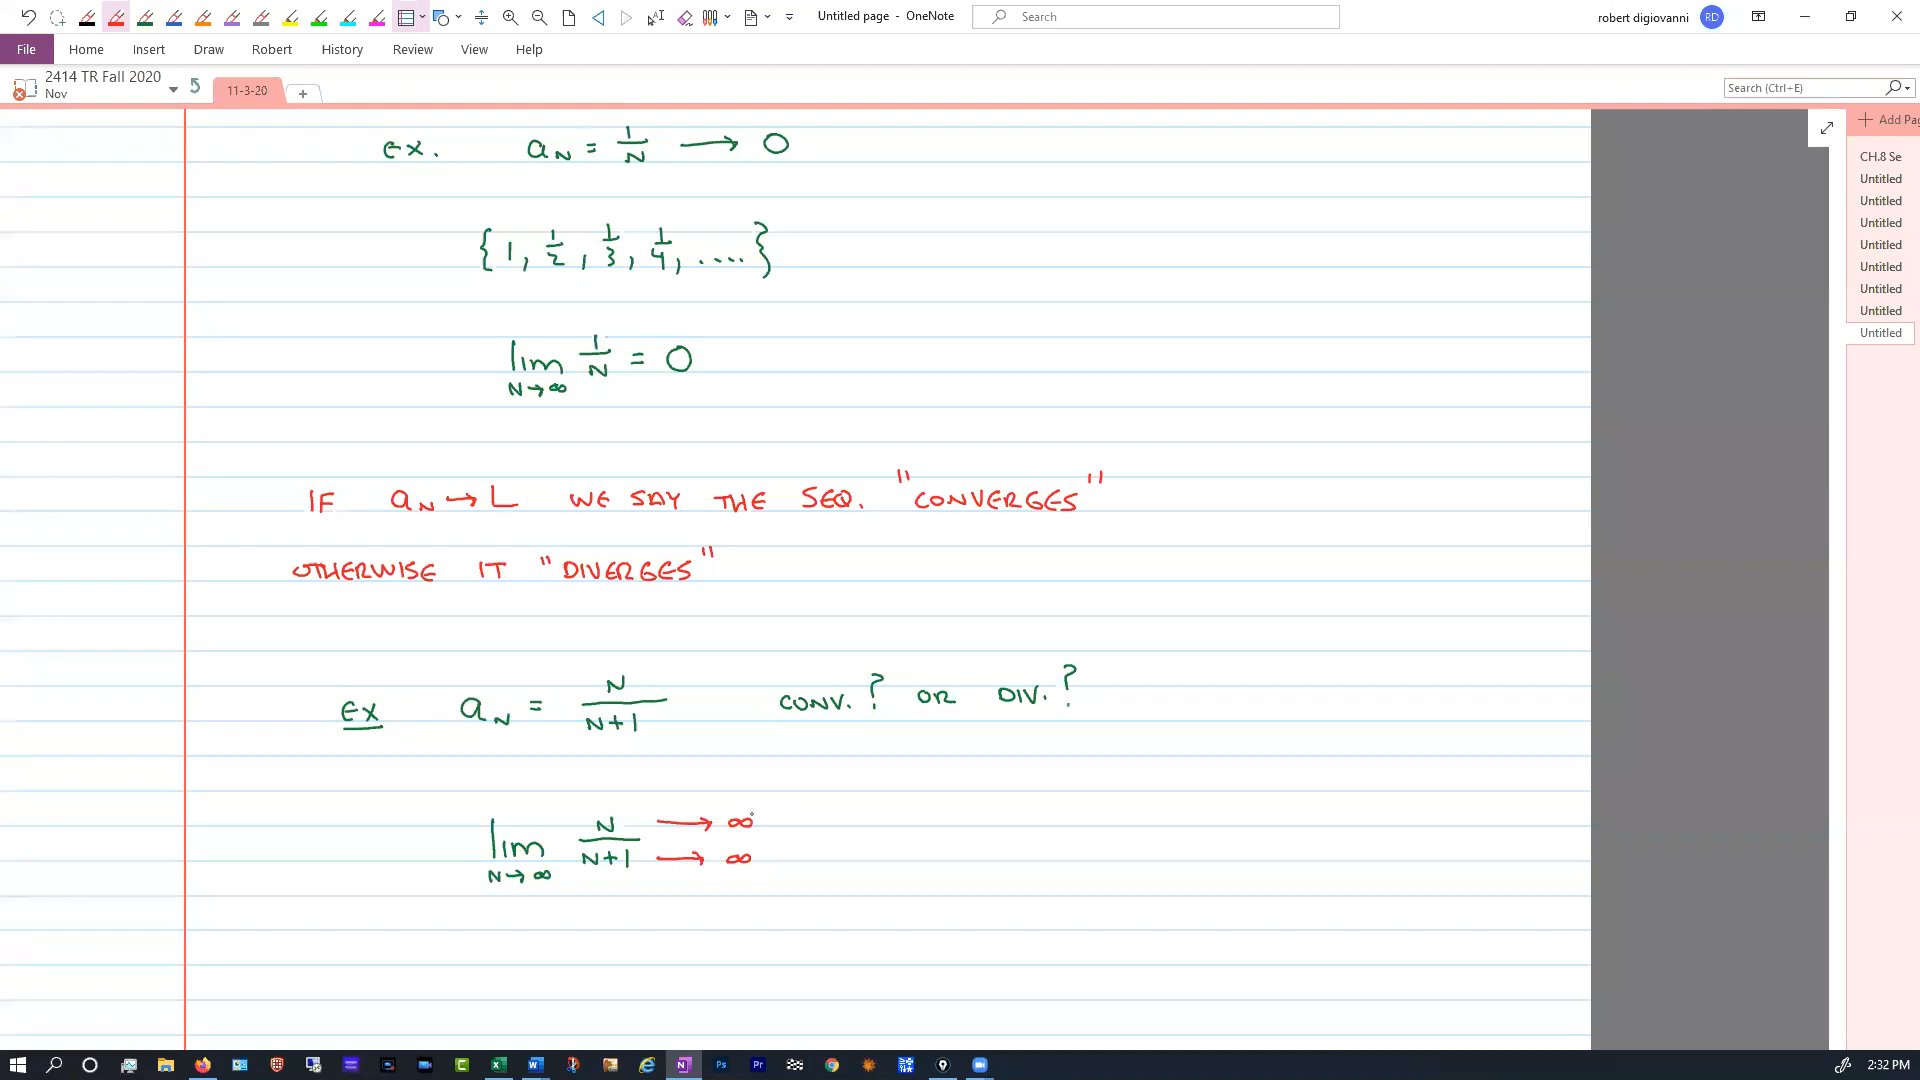 Untitled page - OneNote
Search
robert digiovanni
RD
File Home Insert Draw Robert History Review View Help
2414 TR Fall 2020
Nov
11-3-20
Search (Ctrl+E)
Add Pag
CH.8 Se
Untitled
Untitled
Untitled
Untitled
Untitled
Untitled
Untitled
Untitled
ex. aN = 1/N → 0
{ 1, 1/2, 1/3, 1/4, ..... }
lim N→∞ 1/N = 0
IF aN → L WE SAY THE SEQ. "CONVERGES"
OTHERWISE IT "DIVERGES"
EX aN = N/(N+1) CONV.? OR DIV.?
lim N→∞ N/(N+1) → ∞ → ∞
2:32 PM